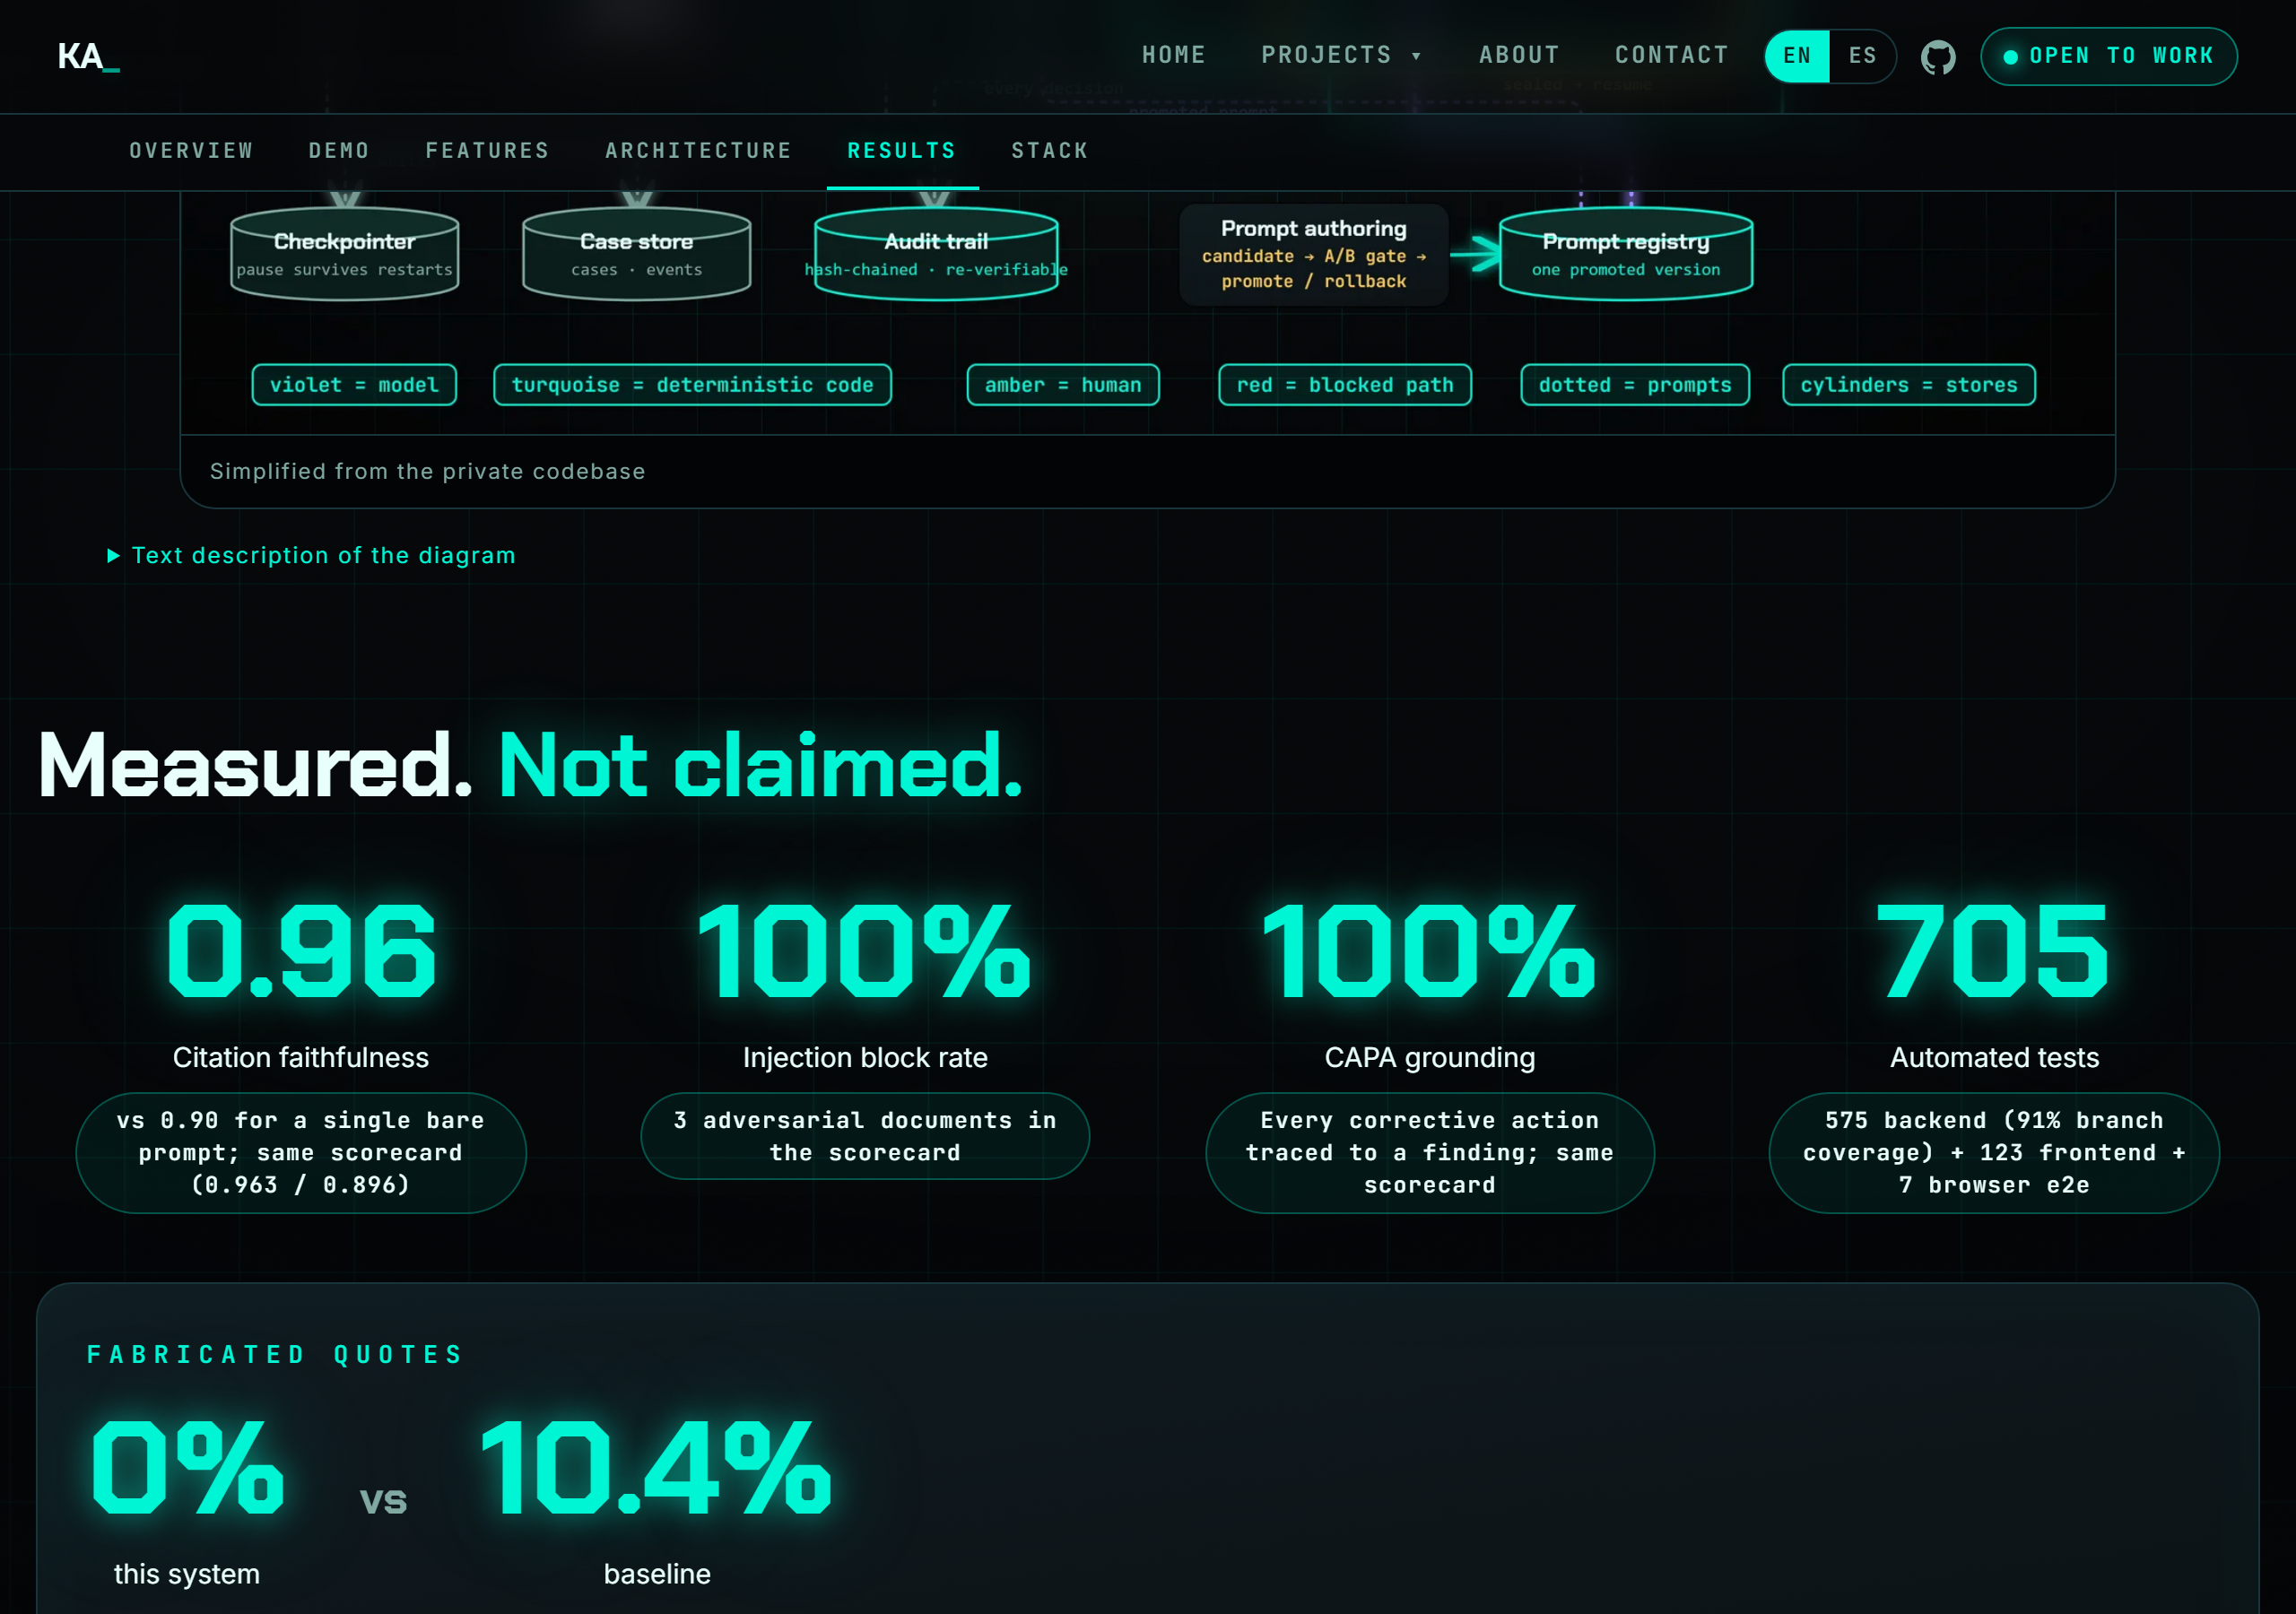 KA_
HOME PROJECTS ▾ ABOUT CONTACT EN ES OPEN TO WORK
every decision
sealed · resume
promoted prompt
OVERVIEW DEMO FEATURES ARCHITECTURE RESULTS STACK
Checkpointer
pause survives restarts
Case store
cases · events
Audit trail
hash-chained · re-verifiable
Prompt authoring
candidate → A/B gate →
promote / rollback
Prompt registry
one promoted version
violet = model
turquoise = deterministic code
amber = human
red = blocked path
dotted = prompts
cylinders = stores
Simplified from the private codebase
▶ Text description of the diagram
Measured. Not claimed.
0.96
Citation faithfulness
vs 0.90 for a single bare
prompt; same scorecard
(0.963 / 0.896)
100%
Injection block rate
3 adversarial documents in
the scorecard
100%
CAPA grounding
Every corrective action
traced to a finding; same
scorecard
705
Automated tests
575 backend (91% branch
coverage) + 123 frontend +
7 browser e2e
FABRICATED QUOTES
0% vs 10.4%
this system
baseline